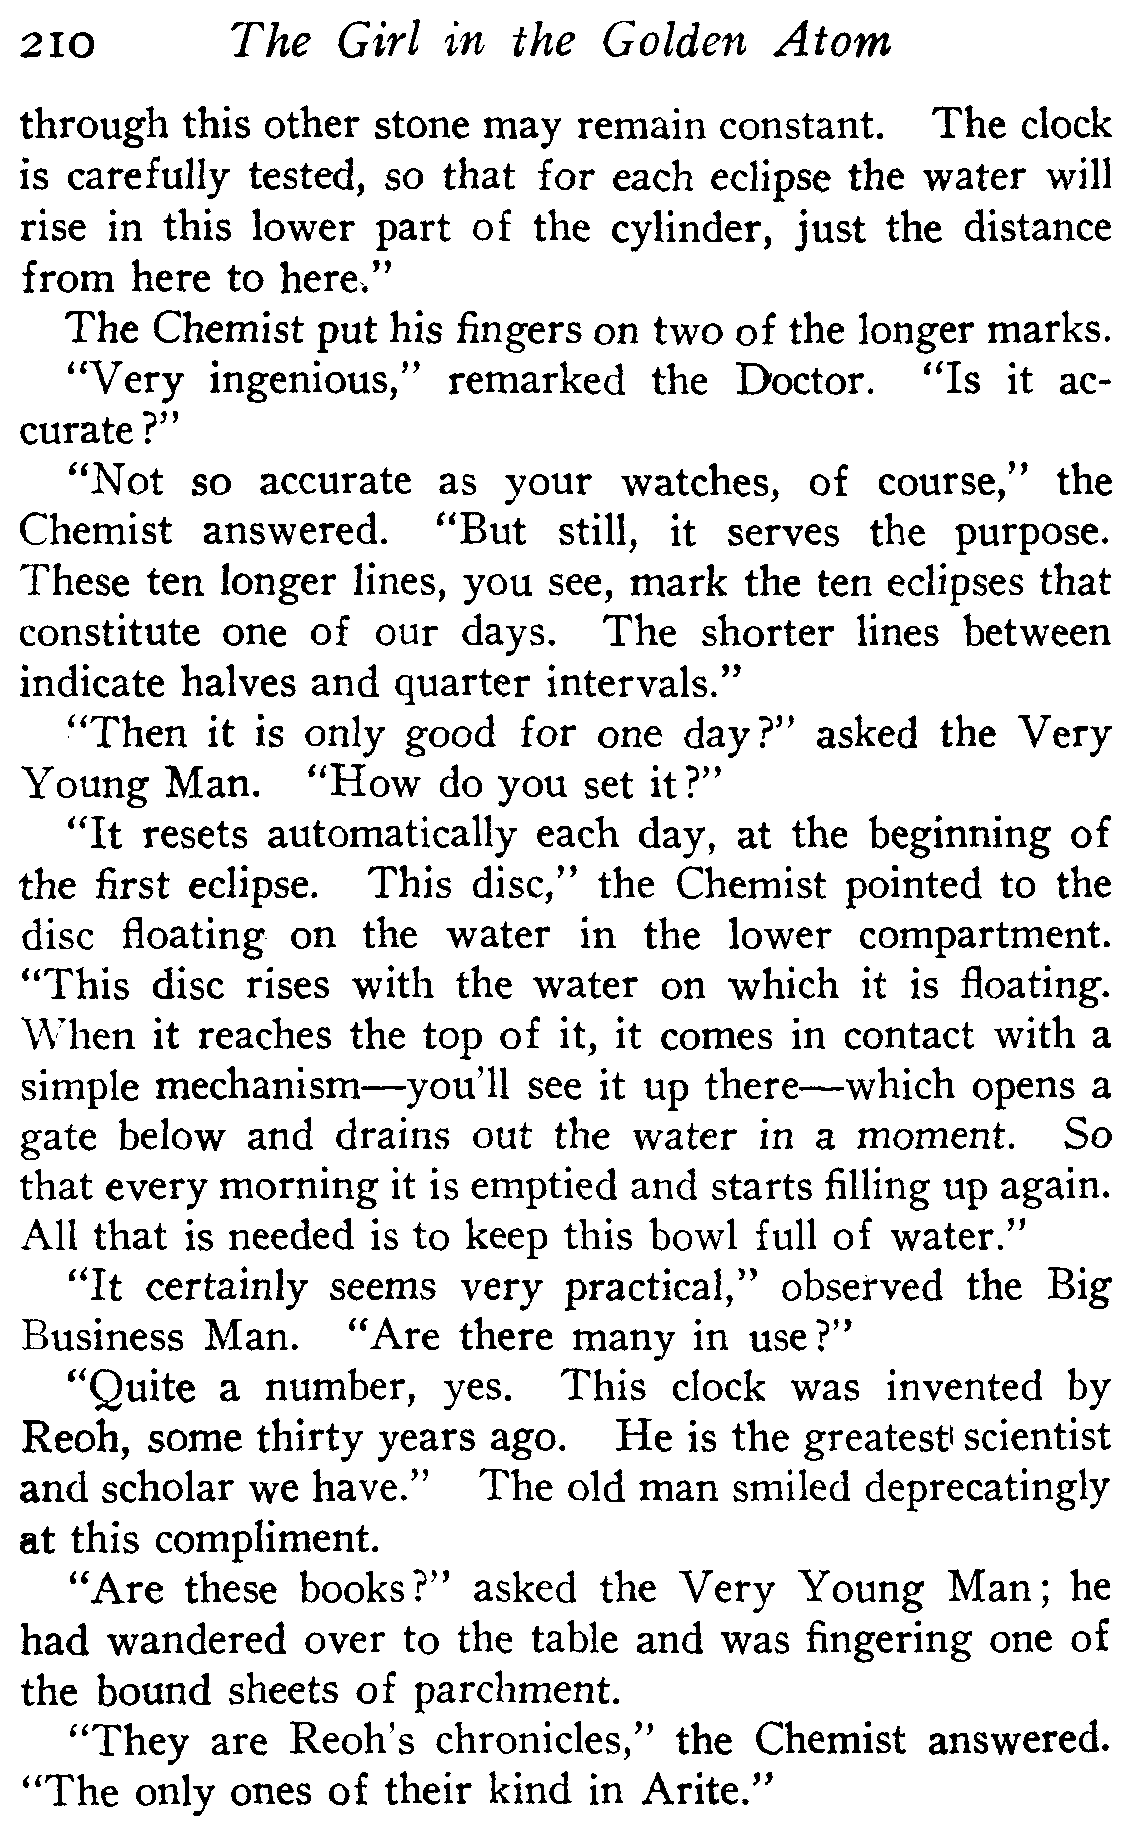 210 The Girl in the Golden Atom
through this other stone may remain constant. The clock
is carefully tested, so that for each eclipse the water will
rise in this lower part of the cylinder, just the distance
from here to here."
The Chemist put his fingers on two of the longer marks.
"Very ingenious," remarked the Doctor. "Is it ac-
curate?"
"Not so accurate as your watches, of course," the
Chemist answered. "But still, it serves the purpose.
These ten longer lines, you see, mark the ten eclipses that
constitute one of our days. The shorter lines between
indicate halves and quarter intervals."
"Then it is only good for one day?" asked the Very
Young Man. "How do you set it?"
"It resets automatically each day, at the beginning of
the first eclipse. This disc," the Chemist pointed to the
disc floating on the water in the lower compartment.
"This disc rises with the water on which it is floating.
When it reaches the top of it, it comes in contact with a
simple mechanism—you'll see it up there—which opens a
gate below and drains out the water in a moment. So
that every morning it is emptied and starts filling up again.
All that is needed is to keep this bowl full of water."
"It certainly seems very practical," observed the Big
Business Man. "Are there many in use?"
"Quite a number, yes. This clock was invented by
Reoh, some thirty years ago. He is the greatest scientist
and scholar we have." The old man smiled deprecatingly
at this compliment.
"Are these books?" asked the Very Young Man; he
had wandered over to the table and was fingering one of
the bound sheets of parchment.
"They are Reoh's chronicles," the Chemist answered.
"The only ones of their kind in Arite."